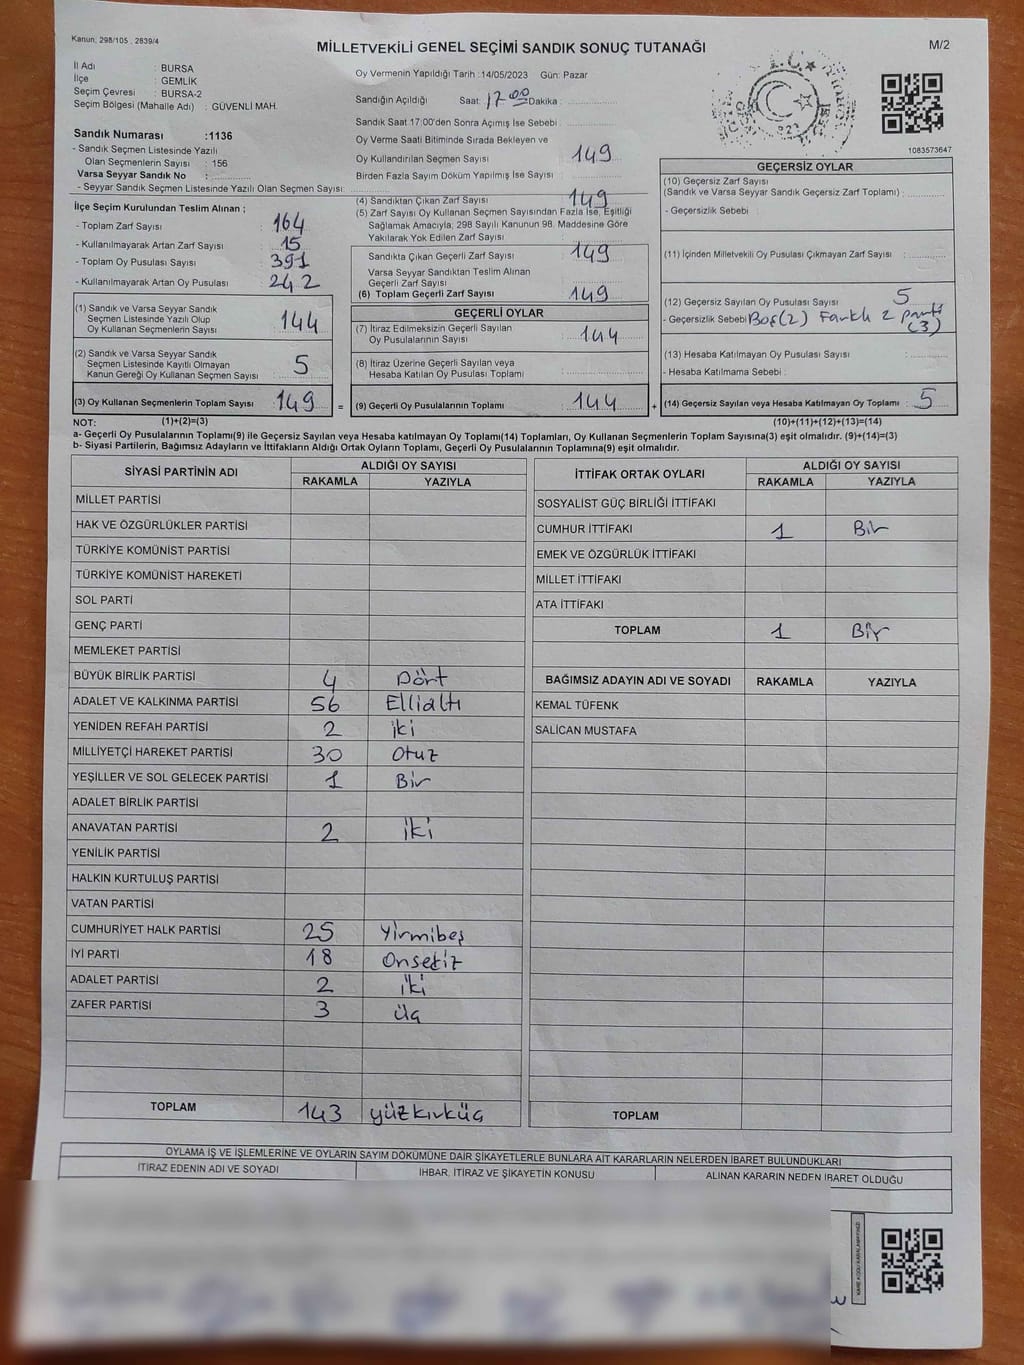 Kanun, 298/105 , 2839/4
MİLLETVEKİLİ GENEL SEÇİMİ SANDIK SONUÇ TUTANAĞI
M/2
İl Adı : BURSA
İlçe : GEMLİK
Seçim Çevresi : BURSA-2
Seçim Bölgesi (Mahalle Adı) : GÜVENLİ MAH.
Sandık Numarası :1136
- Sandık Seçmen Listesinde Yazılı
Olan Seçmenlerin Sayısı : 156
Varsa Seyyar Sandık No :
- Seyyar Sandık Seçmen Listesinde Yazılı Olan Seçmen Sayısı:
Oy Vermenin Yapıldığı Tarih :14/05/2023 Gün: Pazar
Sandığın Açıldığı Saat: 17 00 Dakika :
Sandık Saat 17:00'den Sonra Açımış İse Sebebi :
Oy Verme Saati Bitiminde Sırada Bekleyen ve
Oy Kullandırılan Seçmen Sayısı 149
Birden Fazla Sayım Döküm Yapılmış İse Sayısı :
T.C.
1083573647
İlçe Seçim Kurulundan Teslim Alınan ;
- Toplam Zarf Sayısı : 164
- Kullanılmayarak Artan Zarf Sayısı : 15
- Toplam Oy Pusulası Sayısı : 391
- Kullanılmayarak Artan Oy Pusulası : 242
(1) Sandık ve Varsa Seyyar Sandık
Seçmen Listesinde Yazılı Olup
Oy Kullanan Seçmenlerin Sayısı : 144
(2) Sandık ve Varsa Seyyar Sandık
Seçmen Listesinde Kayıtlı Olmayan
Kanun Gereği Oy Kullanan Seçmen Sayısı : 5
(3) Oy Kullanan Seçmenlerin Toplam Sayısı : 149 =
(4) Sandıktan Çıkan Zarf Sayısı : 149
(5) Zarf Sayısı Oy Kullanan Seçmen Sayısından Fazla İse, Eşitliği
Sağlamak Amacıyla; 298 Sayılı Kanunun 98. Maddesine Göre
Yakılarak Yok Edilen Zarf Sayısı :
Sandıkta Çıkan Geçerli Zarf Sayısı : 149
Varsa Seyyar Sandıktan Teslim Alınan
Geçerli Zarf Sayısı :
(6) Toplam Geçerli Zarf Sayısı : 149
GEÇERLİ OYLAR
(7) İtiraz Edilmeksizin Geçerli Sayılan
Oy Pusulalarının Sayısı : 144
(8) İtiraz Üzerine Geçerli Sayılan veya
Hesaba Katılan Oy Pusulası Toplamı :
(9) Geçerli Oy Pusulalarının Toplamı : 144 +
GEÇERSİZ OYLAR
(10) Geçersiz Zarf Sayısı
(Sandık ve Varsa Seyyar Sandık Geçersiz Zarf Toplamı) :
- Geçersizlik Sebebi :
(11) İçinden Milletvekili Oy Pusulası Çıkmayan Zarf Sayısı :
(12) Geçersiz Sayılan Oy Pusulası Sayısı : 5
- Geçersizlik Sebebi Boş(2) Farklı 2 parti
(3)
(13) Hesaba Katılmayan Oy Pusulası Sayısı :
- Hesaba Katılmama Sebebi :
(14) Geçersiz Sayılan veya Hesaba Katılmayan Oy Toplamı : 5
NOT: (1)+(2)=(3) (10)+(11)+(12)+(13)=(14)
a- Geçerli Oy Pusulalarının Toplamı(9) ile Geçersiz Sayılan veya Hesaba katılmayan Oy Toplamı(14) Toplamları, Oy Kullanan Seçmenlerin Toplam Sayısına(3) eşit olmalıdır. (9)+(14)=(3)
b- Siyasi Partilerin, Bağımsız Adayların ve İttifakların Aldığı Ortak Oyların Toplamı, Geçerli Oy Pusulalarının Toplamına(9) eşit olmalıdır.
SİYASİ PARTİNİN ADI ALDIĞI OY SAYISI
RAKAMLA YAZIYLA
MİLLET PARTİSİ
HAK VE ÖZGÜRLÜKLER PARTİSİ
TÜRKİYE KOMÜNİST PARTİSİ
TÜRKİYE KOMÜNİST HAREKETİ
SOL PARTİ
GENÇ PARTİ
MEMLEKET PARTİSİ
BÜYÜK BİRLİK PARTİSİ 4 Dört
ADALET VE KALKINMA PARTİSİ 56 Ellialtı
YENİDEN REFAH PARTİSİ 2 iki
MİLLİYETÇİ HAREKET PARTİSİ 30 Otuz
YEŞİLLER VE SOL GELECEK PARTİSİ 1 Bir
ADALET BİRLİK PARTİSİ
ANAVATAN PARTİSİ 2 iki
YENİLİK PARTİSİ
HALKIN KURTULUŞ PARTİSİ
VATAN PARTİSİ
CUMHURİYET HALK PARTİSİ 25 Yirmibeş
İYİ PARTİ 18 Onsekiz
ADALET PARTİSİ 2 iki
ZAFER PARTİSİ 3 üç
TOPLAM 143 yüzkırküç
İTTİFAK ORTAK OYLARI ALDIĞI OY SAYISI
RAKAMLA YAZIYLA
SOSYALİST GÜÇ BİRLİĞİ İTTİFAKI
CUMHUR İTTİFAKI 1 Bir
EMEK VE ÖZGÜRLÜK İTTİFAKI
MİLLET İTTİFAKI
ATA İTTİFAKI
TOPLAM 1 Bir
BAĞIMSIZ ADAYIN ADI VE SOYADI RAKAMLA YAZIYLA
KEMAL TÜFENK
SALİCAN MUSTAFA
TOPLAM
OYLAMA İŞ VE İŞLEMLERİNE VE OYLARIN SAYIM DÖKÜMÜNE DAİR ŞİKAYETLERLE BUNLARA AİT KARARLARIN NELERDEN İBARET BULUNDUKLARI
İTİRAZ EDENİN ADI VE SOYADI İHBAR, İTİRAZ VE ŞİKAYETİN KONUSU ALINAN KARARIN NEDEN İBARET OLDUĞU